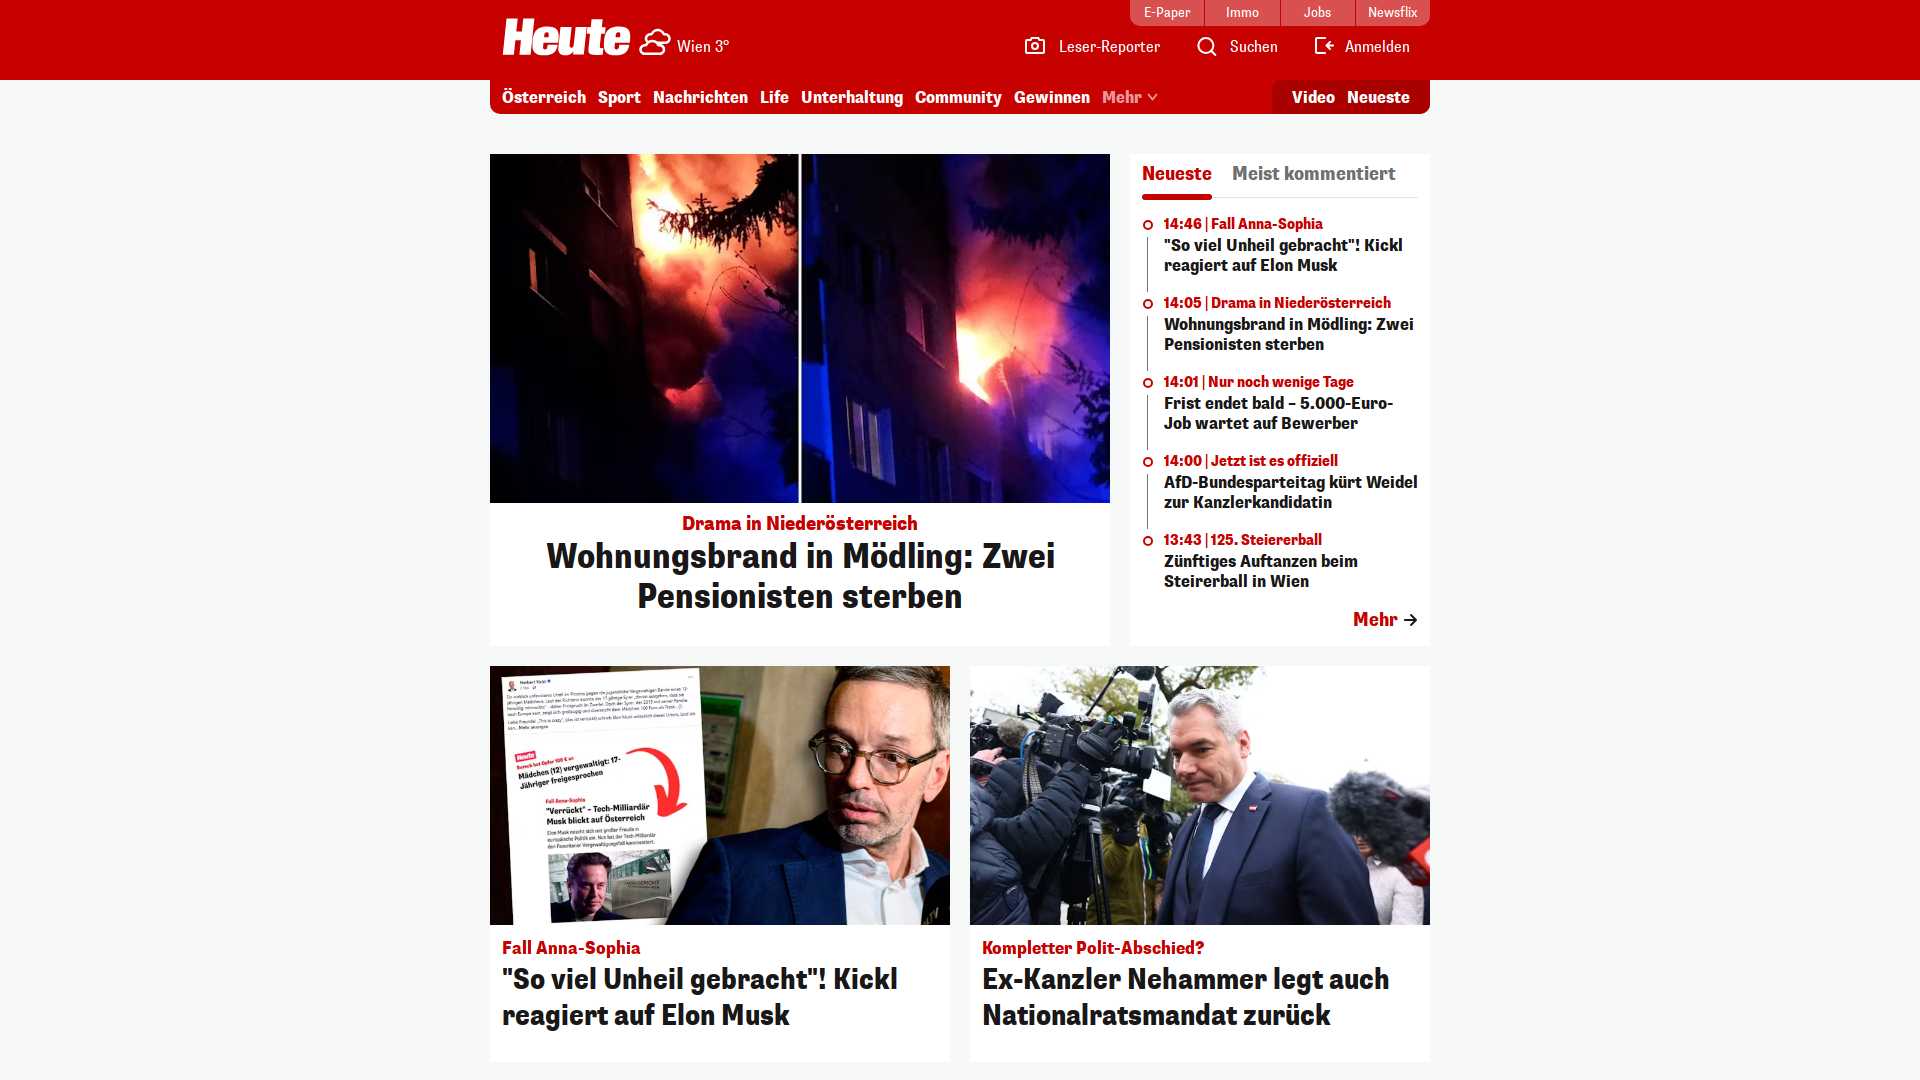 E-Paper
Immo
Jobs
Newsflix
Heute
Wien 3°
Leser-Reporter
Suchen
Anmelden
Österreich
Sport
Nachrichten
Life
Unterhaltung
Community
Gewinnen
Mehr
Video
Neueste
Drama in Niederösterreich
Wohnungsbrand in Mödling: Zwei
Pensionisten sterben
Neueste
Meist kommentiert
14:46 | Fall Anna-Sophia
"So viel Unheil gebracht"! Kickl
reagiert auf Elon Musk
14:05 | Drama in Niederösterreich
Wohnungsbrand in Mödling: Zwei
Pensionisten sterben
14:01 | Nur noch wenige Tage
Frist endet bald – 5.000-Euro-
Job wartet auf Bewerber
14:00 | Jetzt ist es offiziell
AfD-Bundesparteitag kürt Weidel
zur Kanzlerkandidatin
13:43 | 125. Steiererball
Zünftiges Auftanzen beim
Steirerball in Wien
Mehr
Heute
Mädchen (12) vergewaltigt: 17-
Jähriger freigesprochen
Fall Anna-Sophia
"Verrückt" – Tech-Milliardär
Musk blickt auf Österreich
Fall Anna-Sophia
"So viel Unheil gebracht"! Kickl
reagiert auf Elon Musk
Kompletter Polit-Abschied?
Ex-Kanzler Nehammer legt auch
Nationalratsmandat zurück